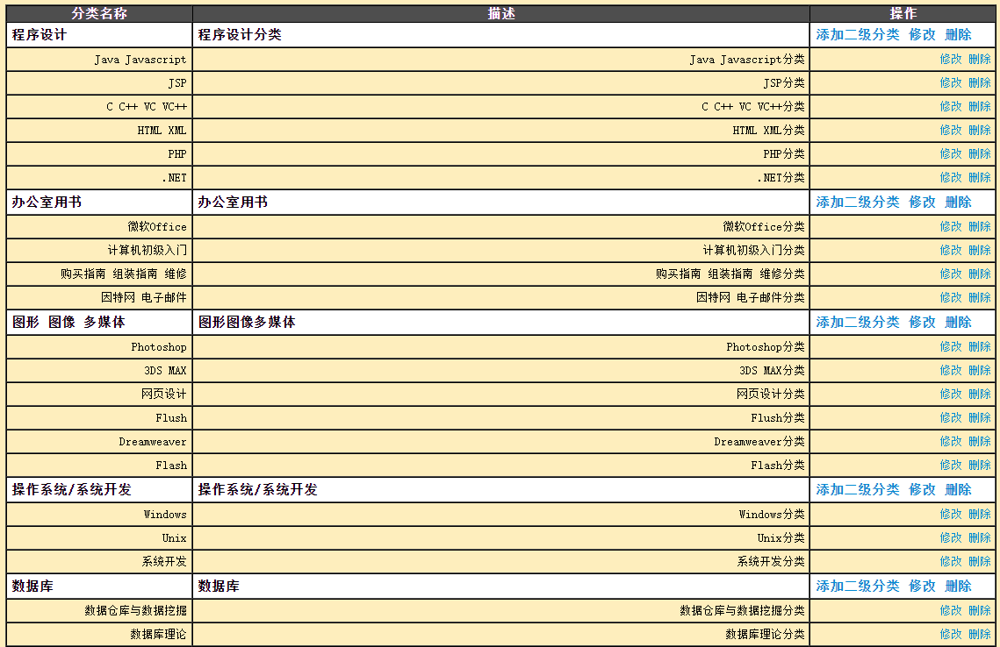 分类名称 描述 操作
程序设计 程序设计分类 添加二级分类 修改 删除
Java Javascript Java Javascript分类 修改 删除
JSP JSP分类 修改 删除
C C++ VC VC++ C C++ VC VC++分类 修改 删除
HTML XML HTML XML分类 修改 删除
PHP PHP分类 修改 删除
.NET .NET分类 修改 删除
办公室用书 办公室用书 添加二级分类 修改 删除
微软Office 微软Office分类 修改 删除
计算机初级入门 计算机初级入门分类 修改 删除
购买指南 组装指南 维修 购买指南 组装指南 维修分类 修改 删除
因特网 电子邮件 因特网 电子邮件分类 修改 删除
图形 图像 多媒体 图形图像多媒体 添加二级分类 修改 删除
Photoshop Photoshop分类 修改 删除
3DS MAX 3DS MAX分类 修改 删除
网页设计 网页设计分类 修改 删除
Flush Flush分类 修改 删除
Dreamweaver Dreamweaver分类 修改 删除
Flash Flash分类 修改 删除
操作系统/系统开发 操作系统/系统开发 添加二级分类 修改 删除
Windows Windows分类 修改 删除
Unix Unix分类 修改 删除
系统开发 系统开发分类 修改 删除
数据库 数据库 添加二级分类 修改 删除
数据仓库与数据挖掘 数据仓库与数据挖掘分类 修改 删除
数据库理论 数据库理论分类 修改 删除